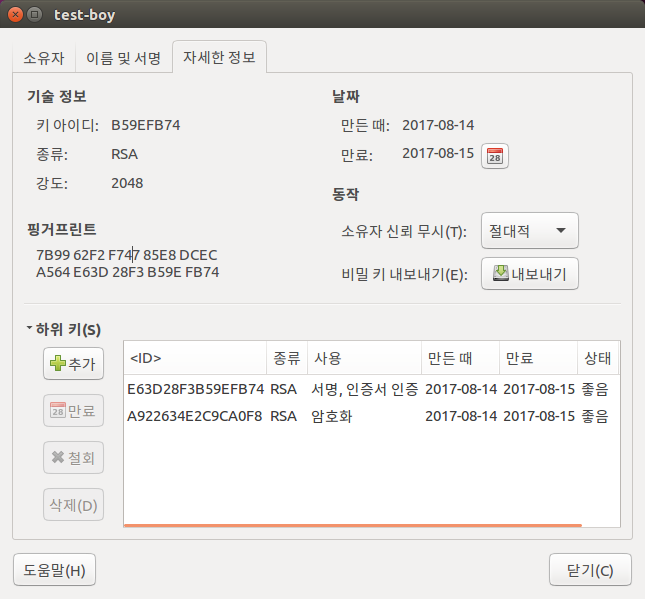 test-boy
소유자 이름 및 서명 자세한 정보
기술 정보
키 아이디: B59EFB74
종류: RSA
강도: 2048
날짜
만든 때: 2017-08-14
만료: 2017-08-15 28
동작
소유자 신뢰 무시(T): 절대적
비밀 키 내보내기(E): 내보내기
핑거프린트
7B99 62F2 F747 85E8 DCEC
A564 E63D 28F3 B59E FB74
하위 키(S)
추가
28 만료
철회
삭제(D)
<ID> 종류 사용 만든 때 만료 상태
E63D28F3B59EFB74 RSA 서명, 인증서 인증 2017-08-14 2017-08-15 좋음
A922634E2C9CA0F8 RSA 암호화 2017-08-14 2017-08-15 좋음
도움말(H) 닫기(C)